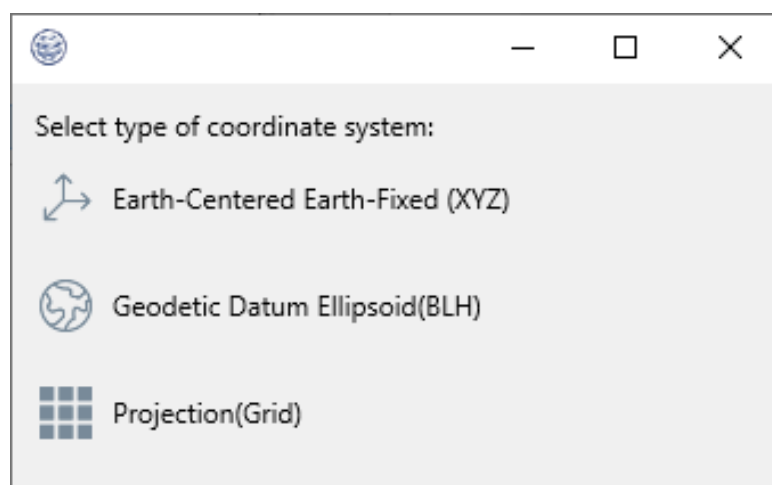 Select type of coordinate system:
Earth-Centered Earth-Fixed (XYZ)
Geodetic Datum Ellipsoid(BLH)
Projection(Grid)